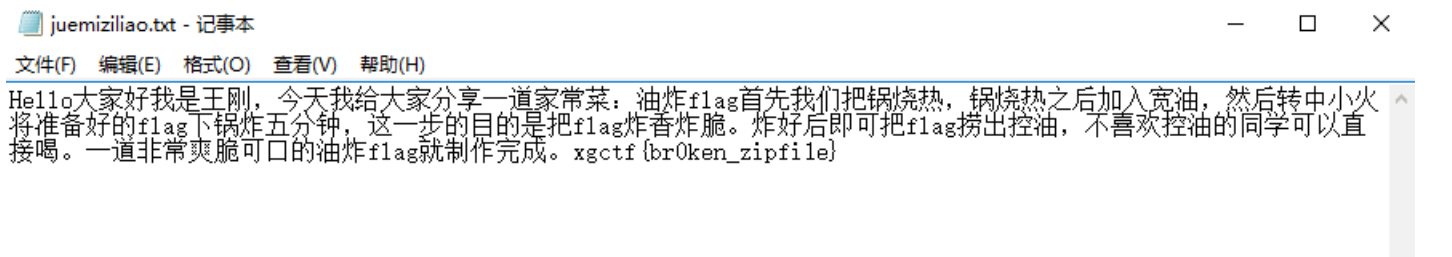 juemiziliao.txt - 记事本
文件(F) 编辑(E) 格式(O) 查看(V) 帮助(H)
Hello大家好我是王刚，今天我给大家分享一道家常菜：油炸flag首先我们把锅烧热，锅烧热之后加入宽油，然后转中小火
将准备好的flag下锅炸五分钟，这一步的目的是把flag炸香炸脆。炸好后即可把flag捞出控油，不喜欢控油的同学可以直
接喝。一道非常爽脆可口的油炸flag就制作完成。xgctf{br0ken_zipfile}